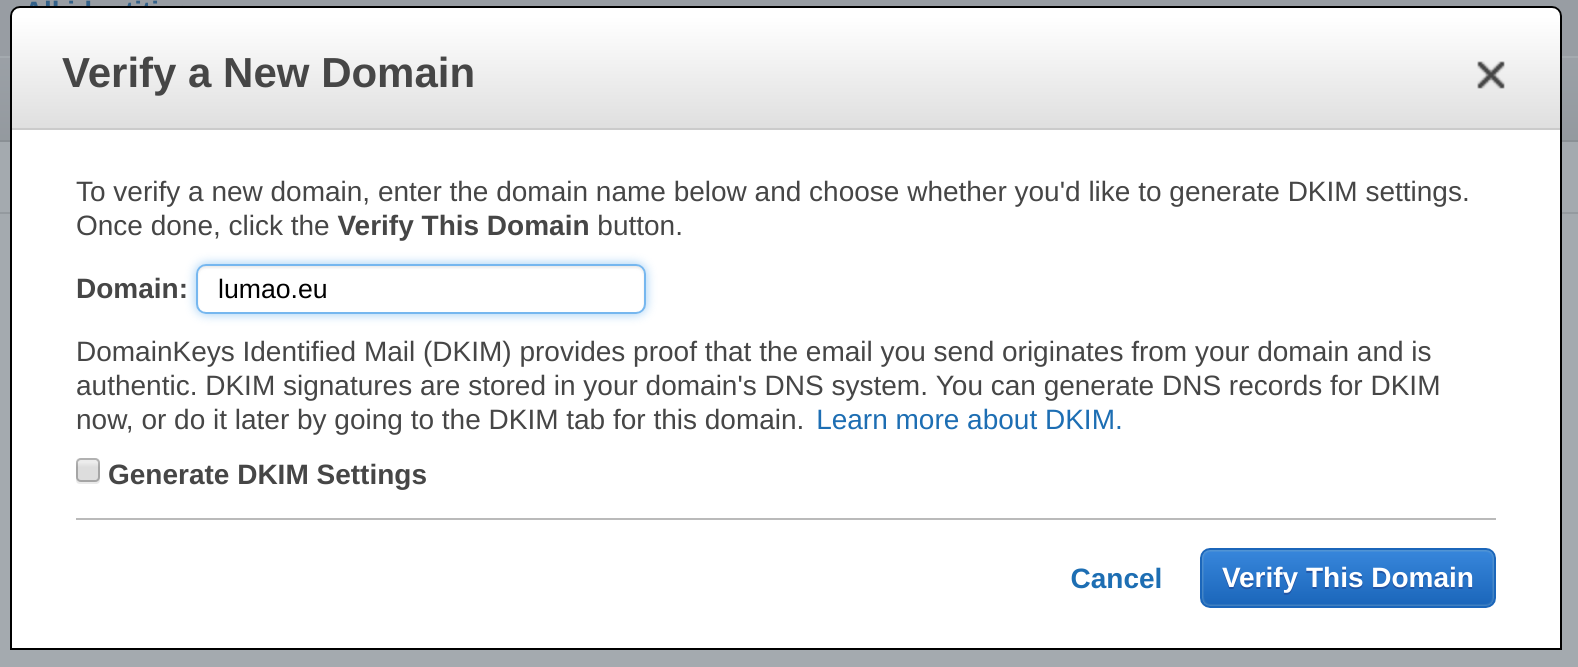 Verify a New Domain
To verify a new domain, enter the domain name below and choose whether you'd like to generate DKIM settings.
Once done, click the Verify This Domain button.
Domain: lumao.eu
DomainKeys Identified Mail (DKIM) provides proof that the email you send originates from your domain and is
authentic. DKIM signatures are stored in your domain's DNS system. You can generate DNS records for DKIM
now, or do it later by going to the DKIM tab for this domain. Learn more about DKIM.
Generate DKIM Settings
Cancel Verify This Domain